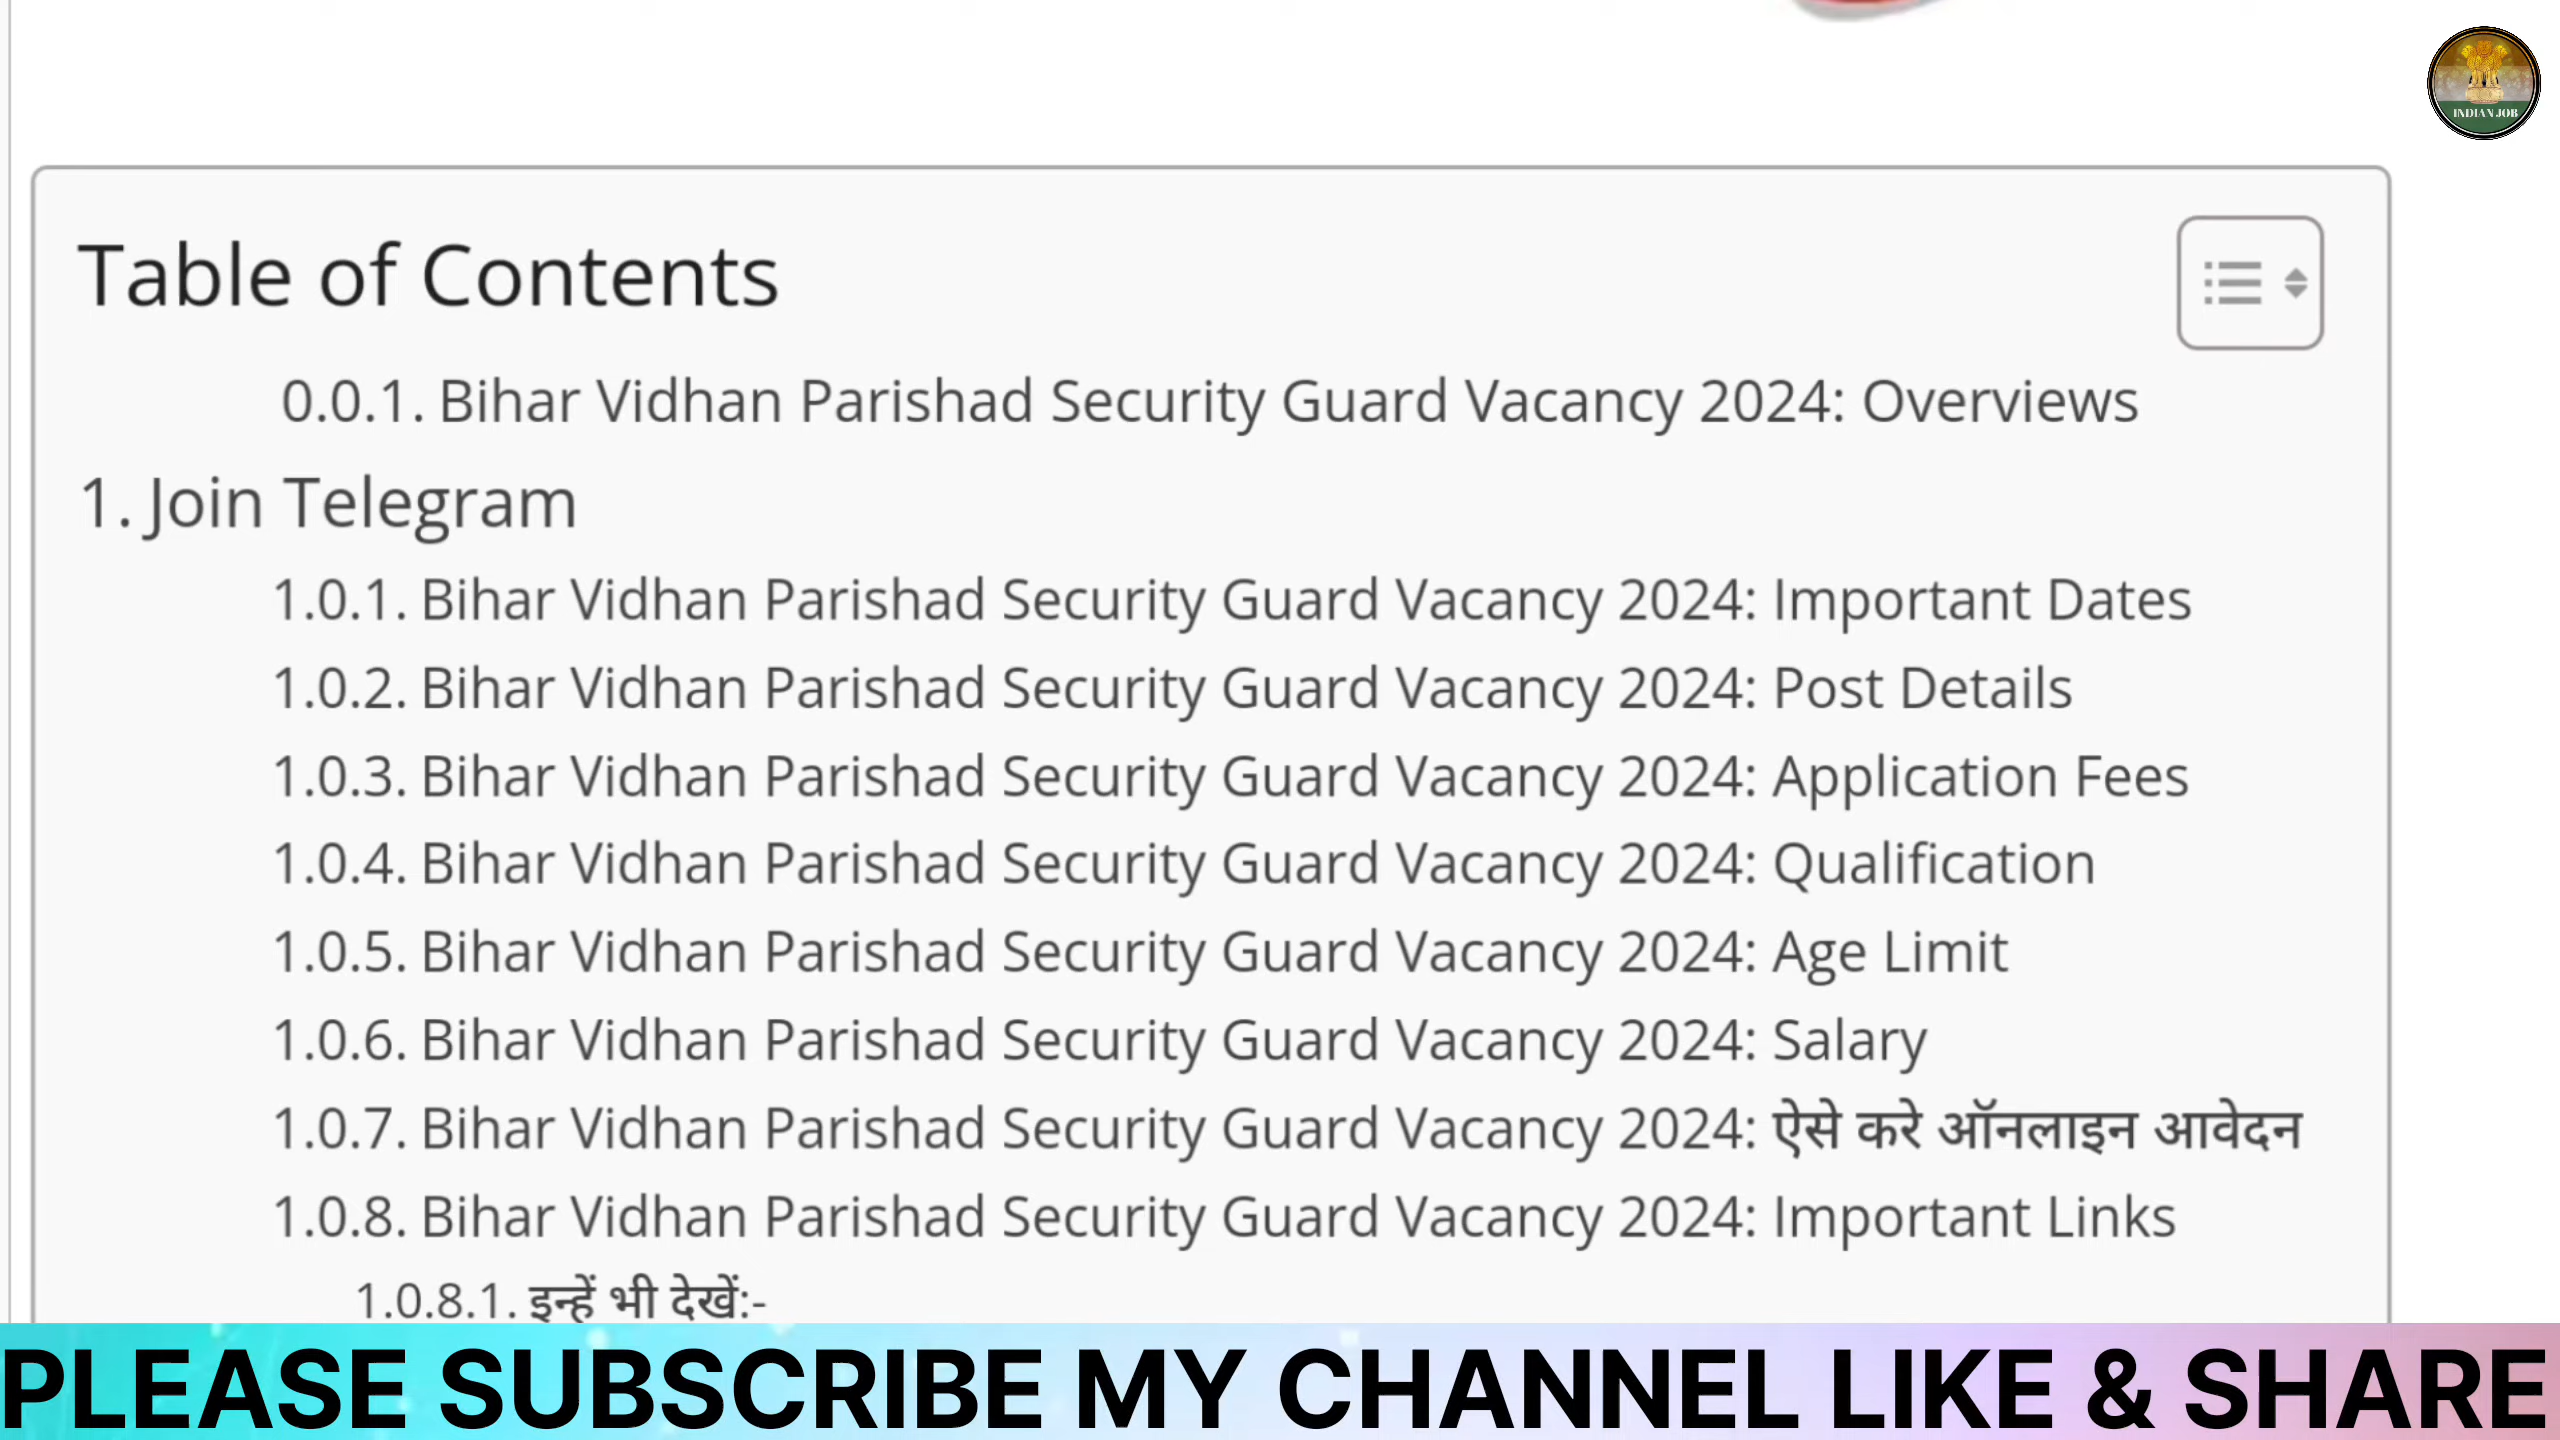 INDIAN JOB
Table of Contents
0.0.1. Bihar Vidhan Parishad Security Guard Vacancy 2024: Overviews
1. Join Telegram
1.0.1. Bihar Vidhan Parishad Security Guard Vacancy 2024: Important Dates
1.0.2. Bihar Vidhan Parishad Security Guard Vacancy 2024: Post Details
1.0.3. Bihar Vidhan Parishad Security Guard Vacancy 2024: Application Fees
1.0.4. Bihar Vidhan Parishad Security Guard Vacancy 2024: Qualification
1.0.5. Bihar Vidhan Parishad Security Guard Vacancy 2024: Age Limit
1.0.6. Bihar Vidhan Parishad Security Guard Vacancy 2024: Salary
1.0.7. Bihar Vidhan Parishad Security Guard Vacancy 2024: ऐसे करे ऑनलाइन आवेदन
1.0.8. Bihar Vidhan Parishad Security Guard Vacancy 2024: Important Links
1.0.8.1. इन्हें भी देखें:-
PLEASE SUBSCRIBE MY CHANNEL LIKE & SHARE